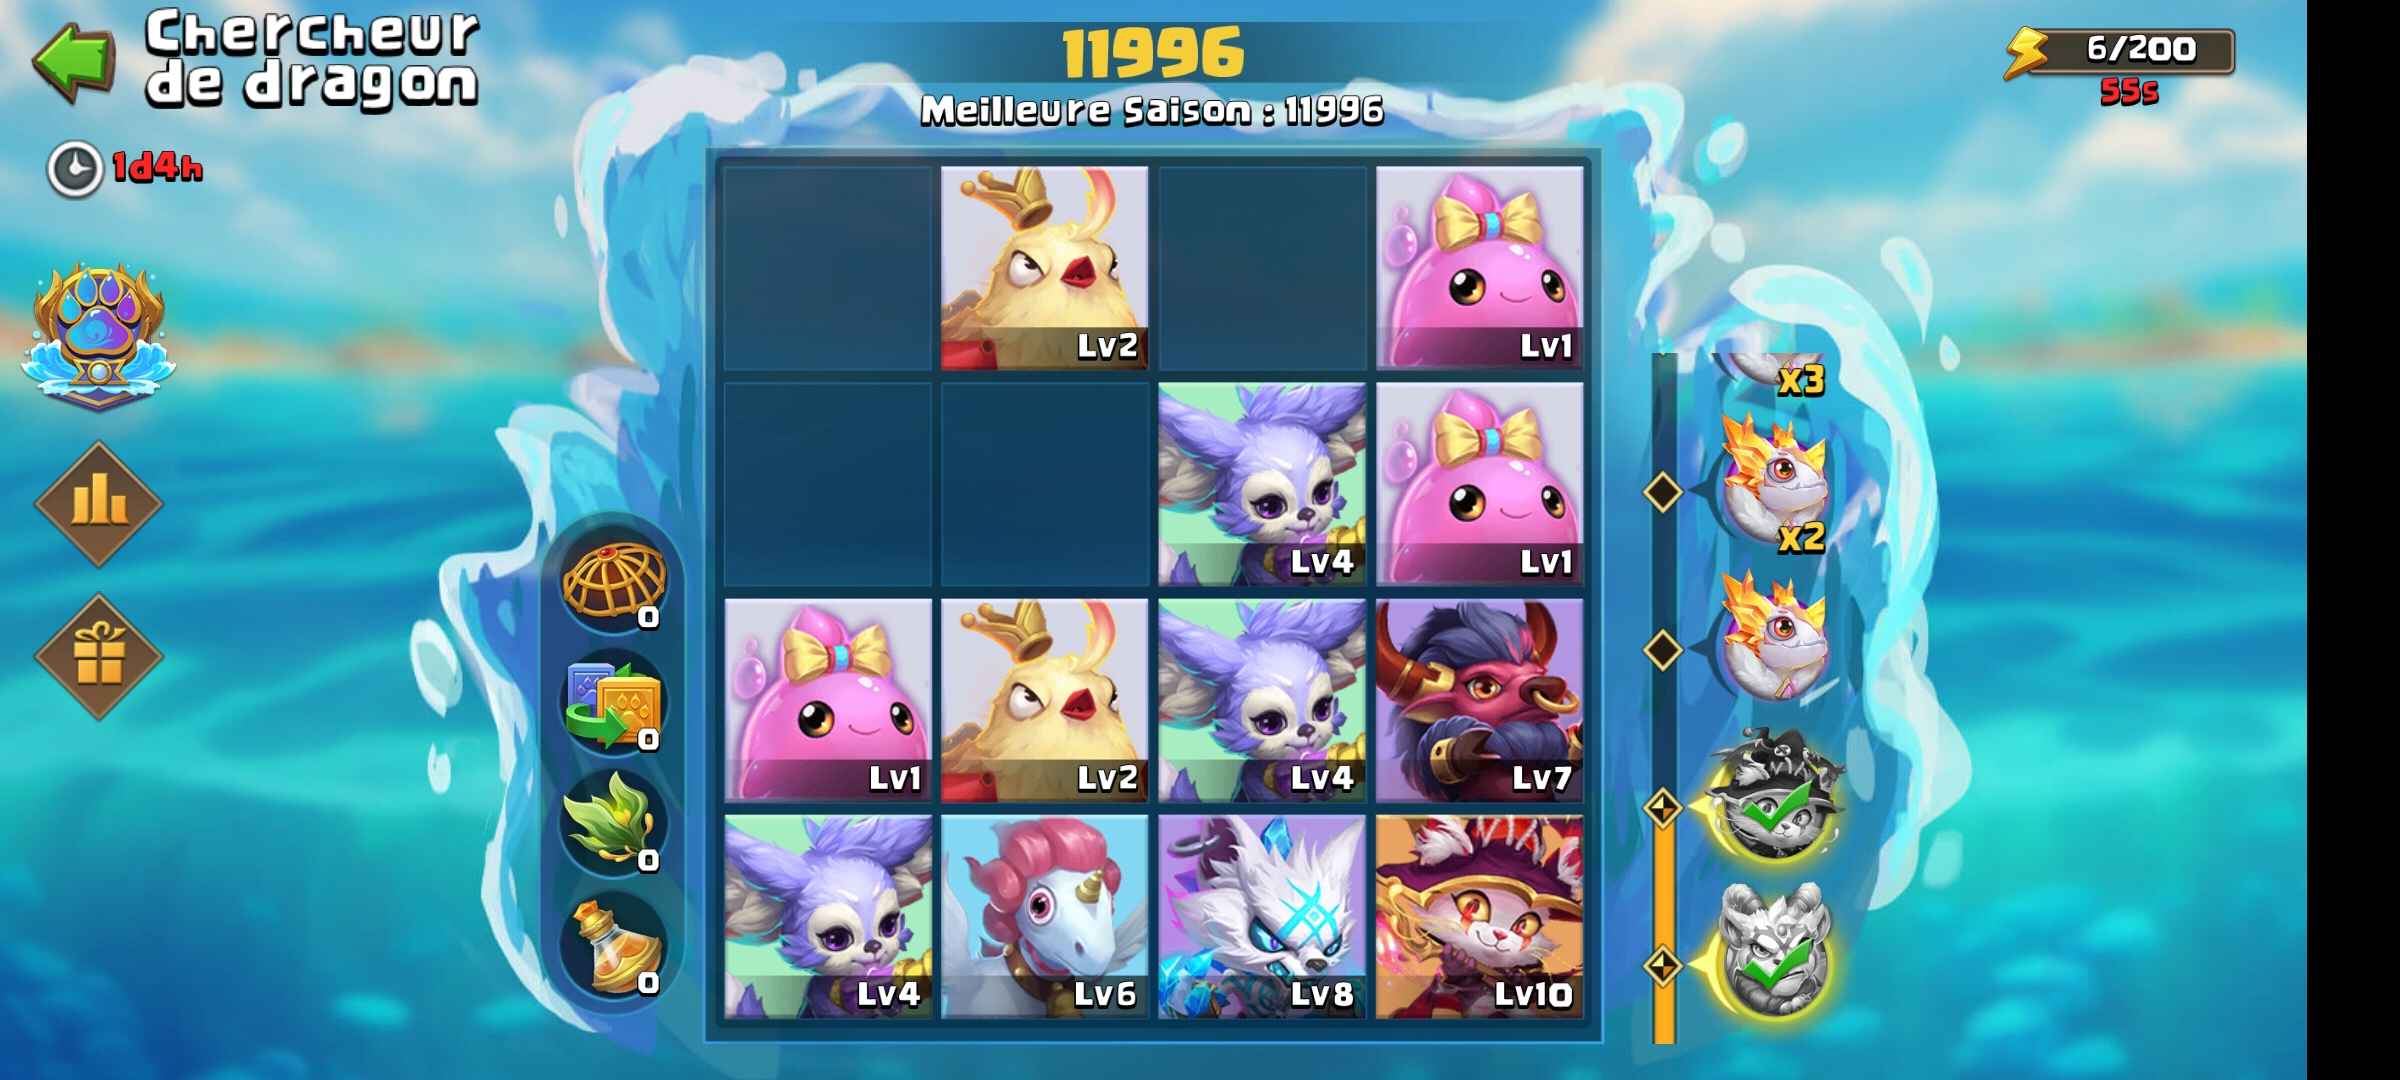 Chercheur
de dragon
11996
Meilleure Saison : 11996
6/200
55s
1d4h
Lv2
Lv1
Lv4
Lv1
Lv1
Lv2
Lv4
Lv7
Lv4
Lv6
Lv8
Lv10
0
0
0
0
x3
x2